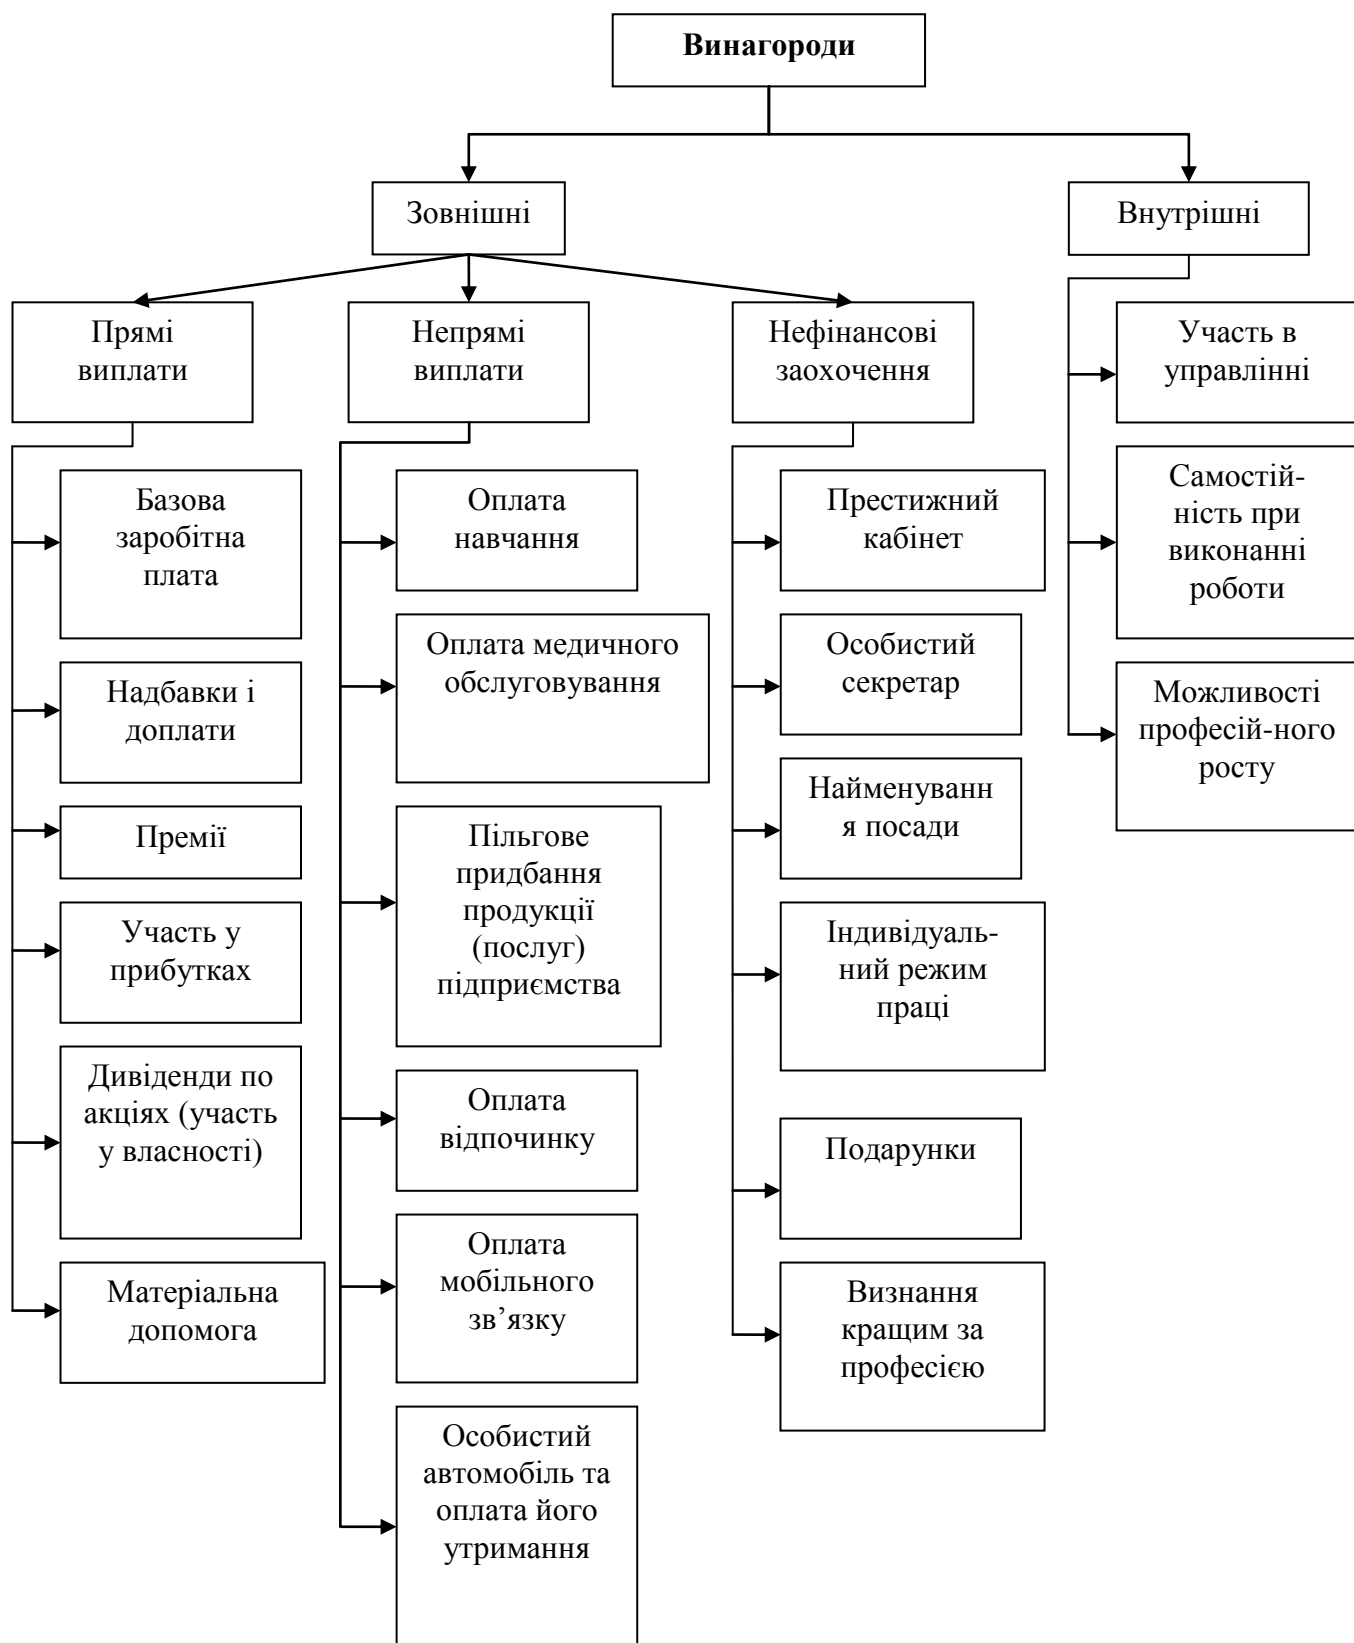 Винагороди
Зовнішні
Внутрішні
Прямі
виплати
Непрямі
виплати
Нефінансові
заохочення
Участь в
управлінні
Базова
заробітна
плата
Надбавки і
доплати
Премії
Участь у
прибутках
Дивіденди по
акціях (участь
у власності)
Матеріальна
допомога
Оплата
навчання
Оплата медичного
обслуговування
Пільгове
придбання
продукції
(послуг)
підприємства
Оплата
відпочинку
Оплата
мобільного
зв’язку
Особистий
автомобіль та
оплата його
утримання
Престижний
кабінет
Особистий
секретар
Найменуванн
я посади
Індивідуаль-
ний режим
праці
Подарунки
Визнання
кращим за
професією
Самостій-
ність при
виконанні
роботи
Можливості
професій-ного
росту